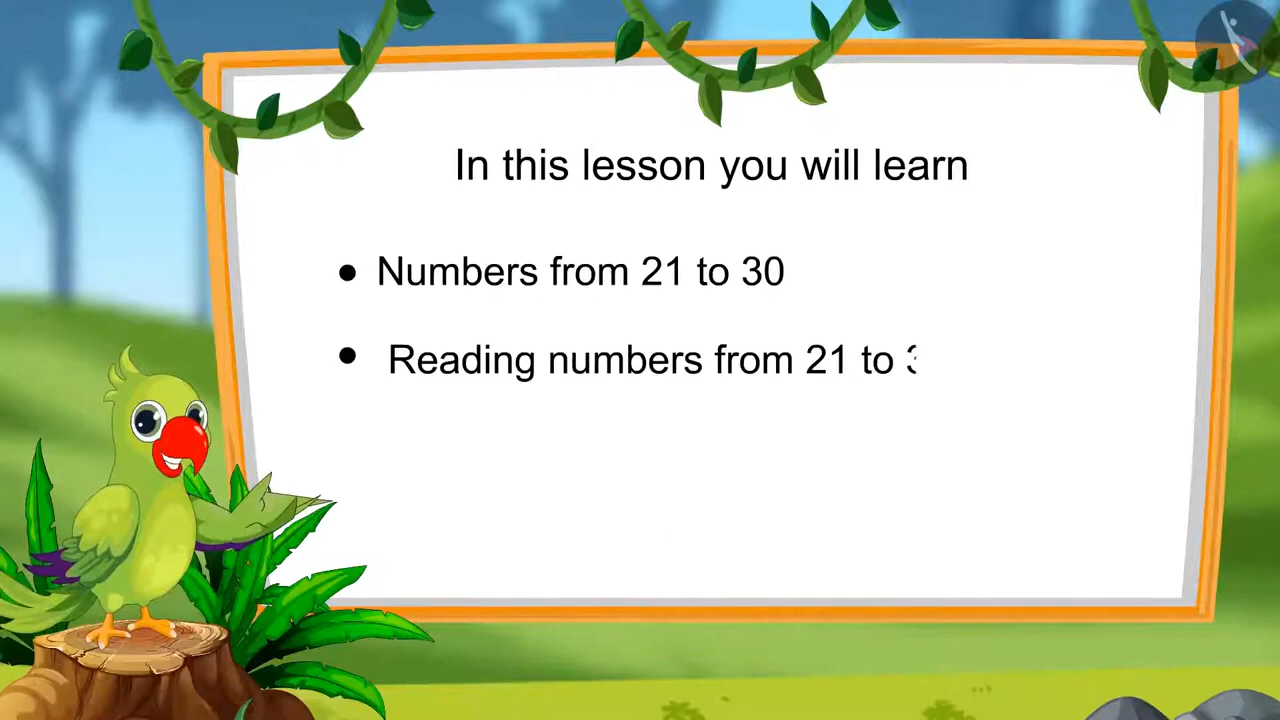 In this lesson you will learn
● Numbers from 21 to 30
● Reading numbers from 21 to